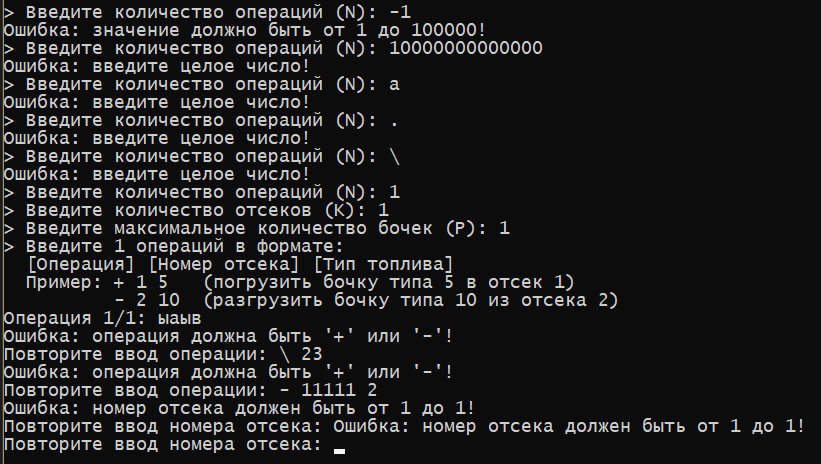 > Введите количество операций (N): -1
Ошибка: значение должно быть от 1 до 100000!
> Введите количество операций (N): 10000000000000
Ошибка: введите целое число!
> Введите количество операций (N): a
Ошибка: введите целое число!
> Введите количество операций (N): .
Ошибка: введите целое число!
> Введите количество операций (N): \
Ошибка: введите целое число!
> Введите количество операций (N): 1
> Введите количество отсеков (K): 1
> Введите максимальное количество бочек (P): 1
> Введите 1 операций в формате:
  [Операция] [Номер отсека] [Тип топлива]
  Пример: + 1 5   (погрузить бочку типа 5 в отсек 1)
          - 2 10  (разгрузить бочку типа 10 из отсека 2)
Операция 1/1: ыаыв
Ошибка: операция должна быть '+' или '-'!
Повторите ввод операции: \ 23
Ошибка: операция должна быть '+' или '-'!
Повторите ввод операции: - 11111 2
Ошибка: номер отсека должен быть от 1 до 1!
Повторите ввод номера отсека: Ошибка: номер отсека должен быть от 1 до 1!
Повторите ввод номера отсека: